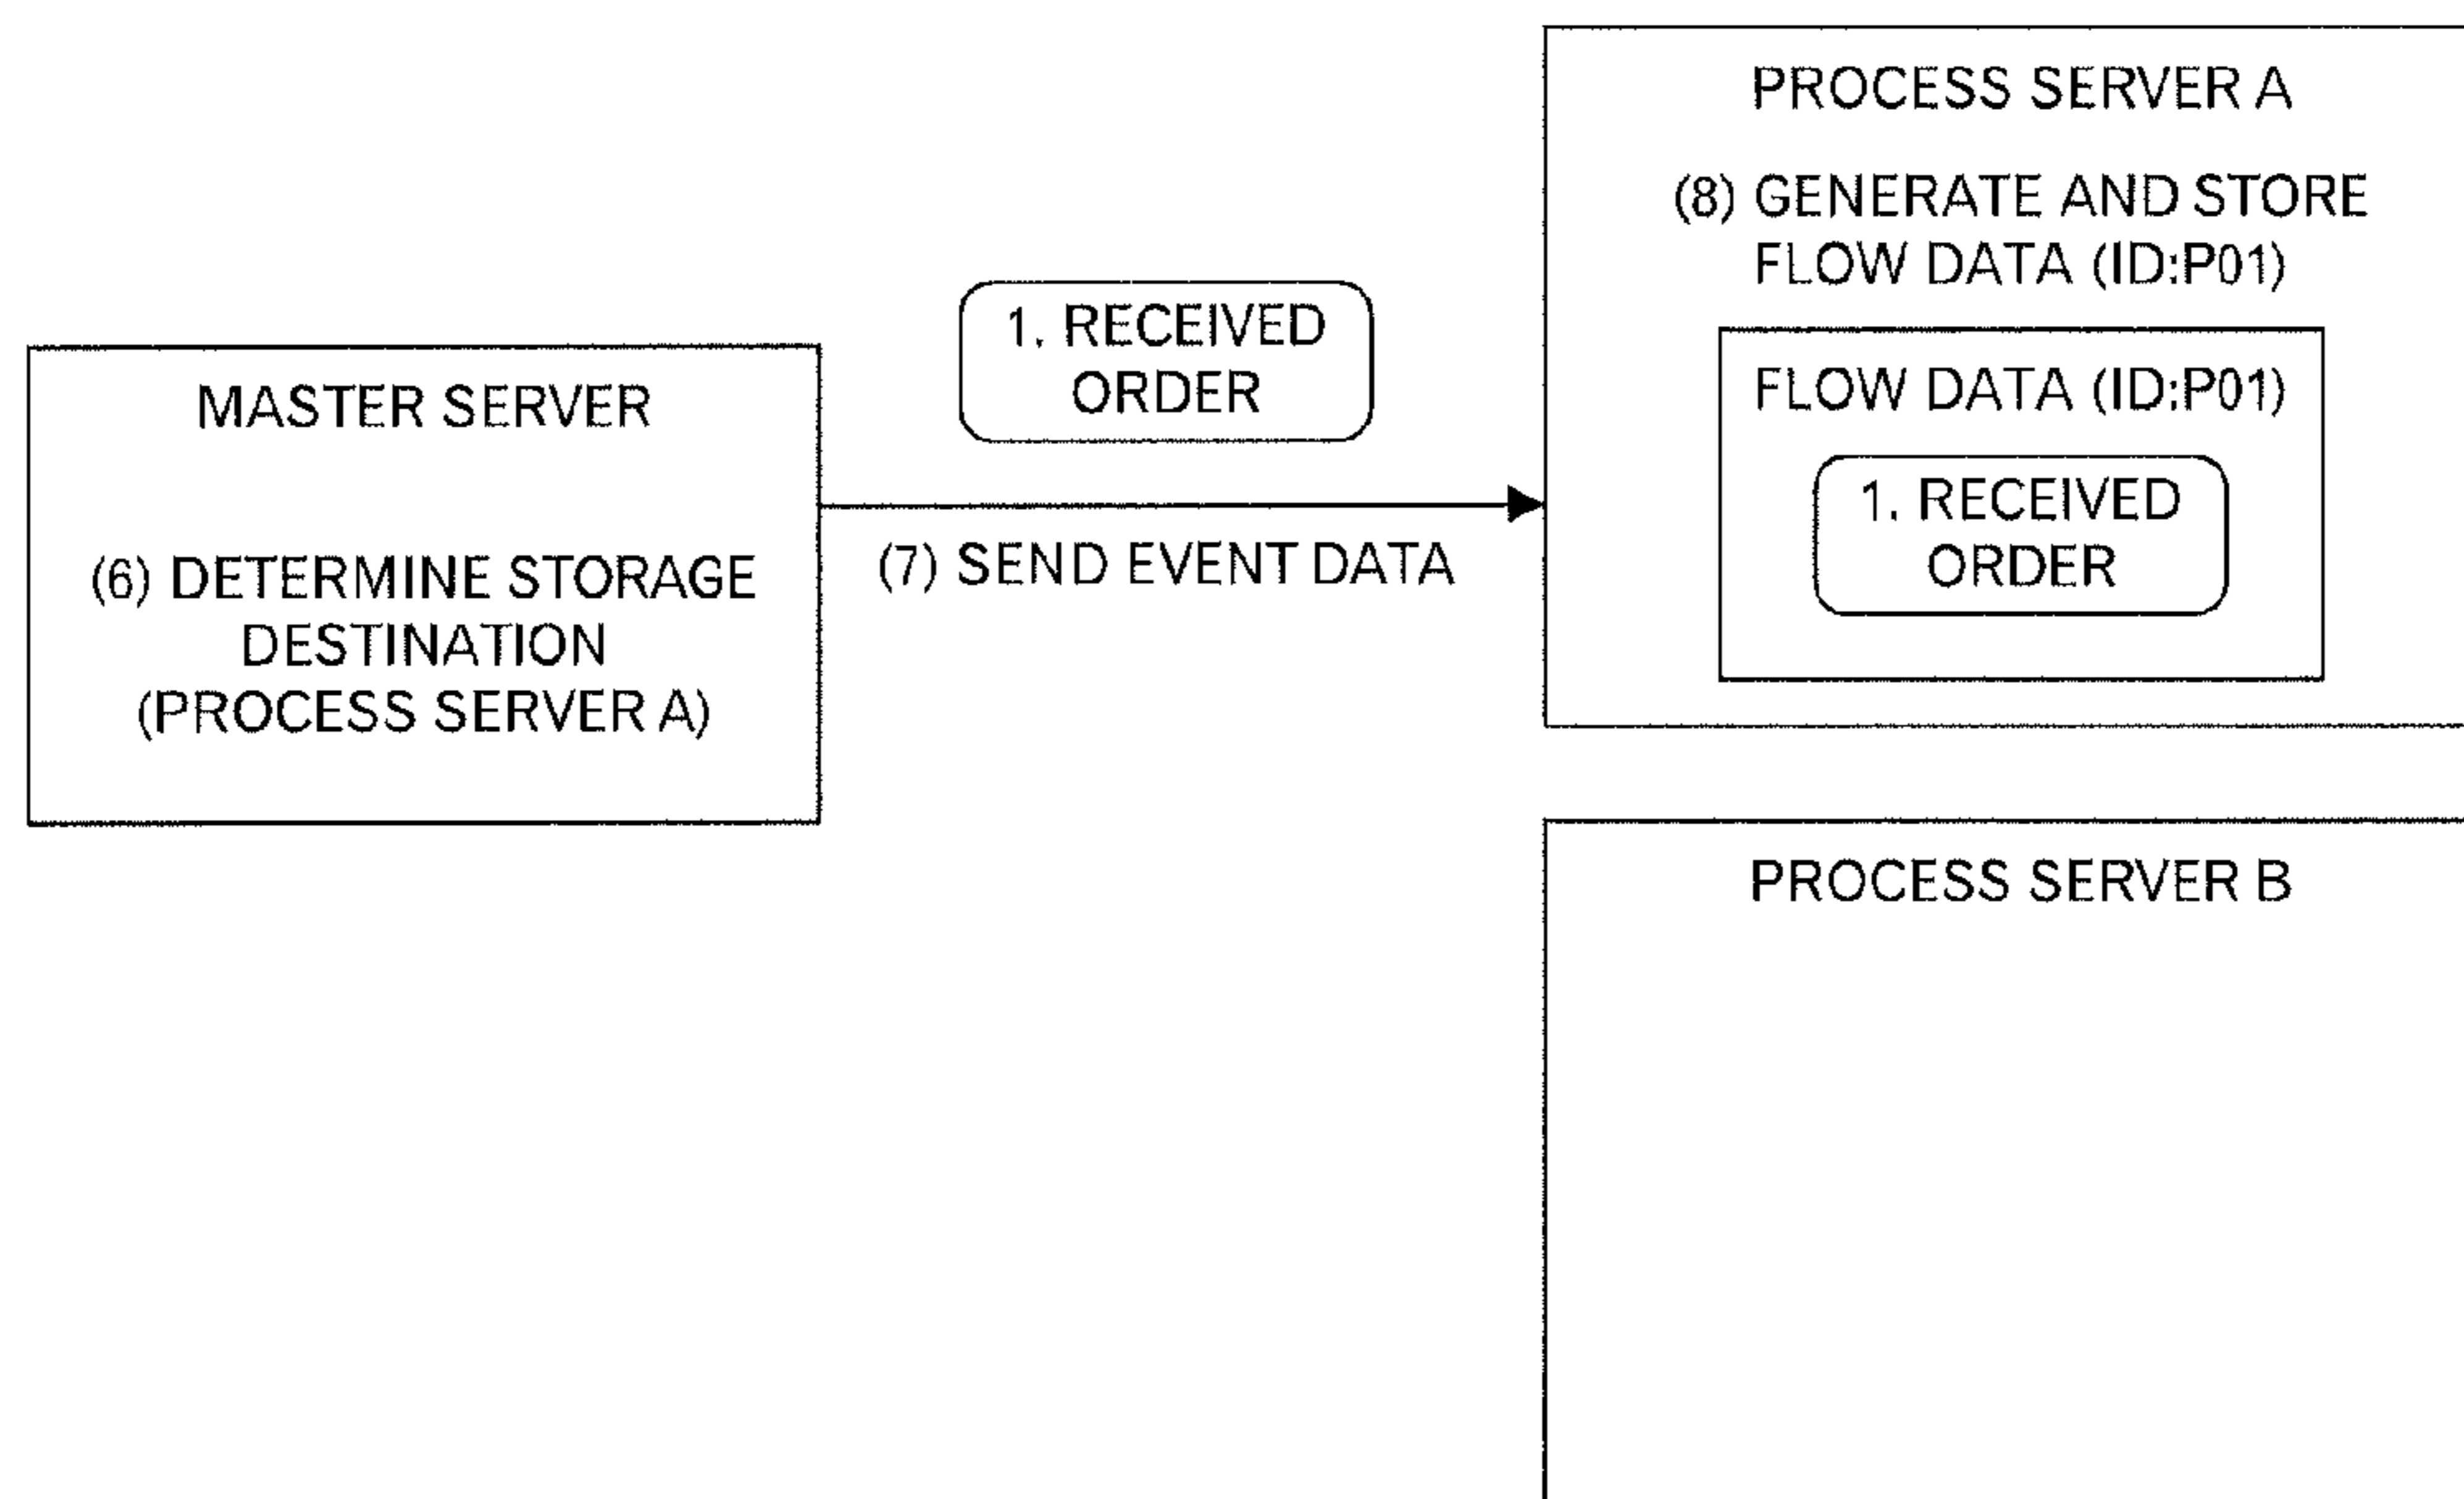 MASTER SERVER
(6) DETERMINE STORAGE
DESTINATION
(PROCESS SERVER A)
1. RECEIVED
ORDER
(7) SEND EVENT DATA
PROCESS SERVER A
(8) GENERATE AND STORE
FLOW DATA (ID:P01)
FLOW DATA (ID:P01)
1. RECEIVED
ORDER
PROCESS SERVER B